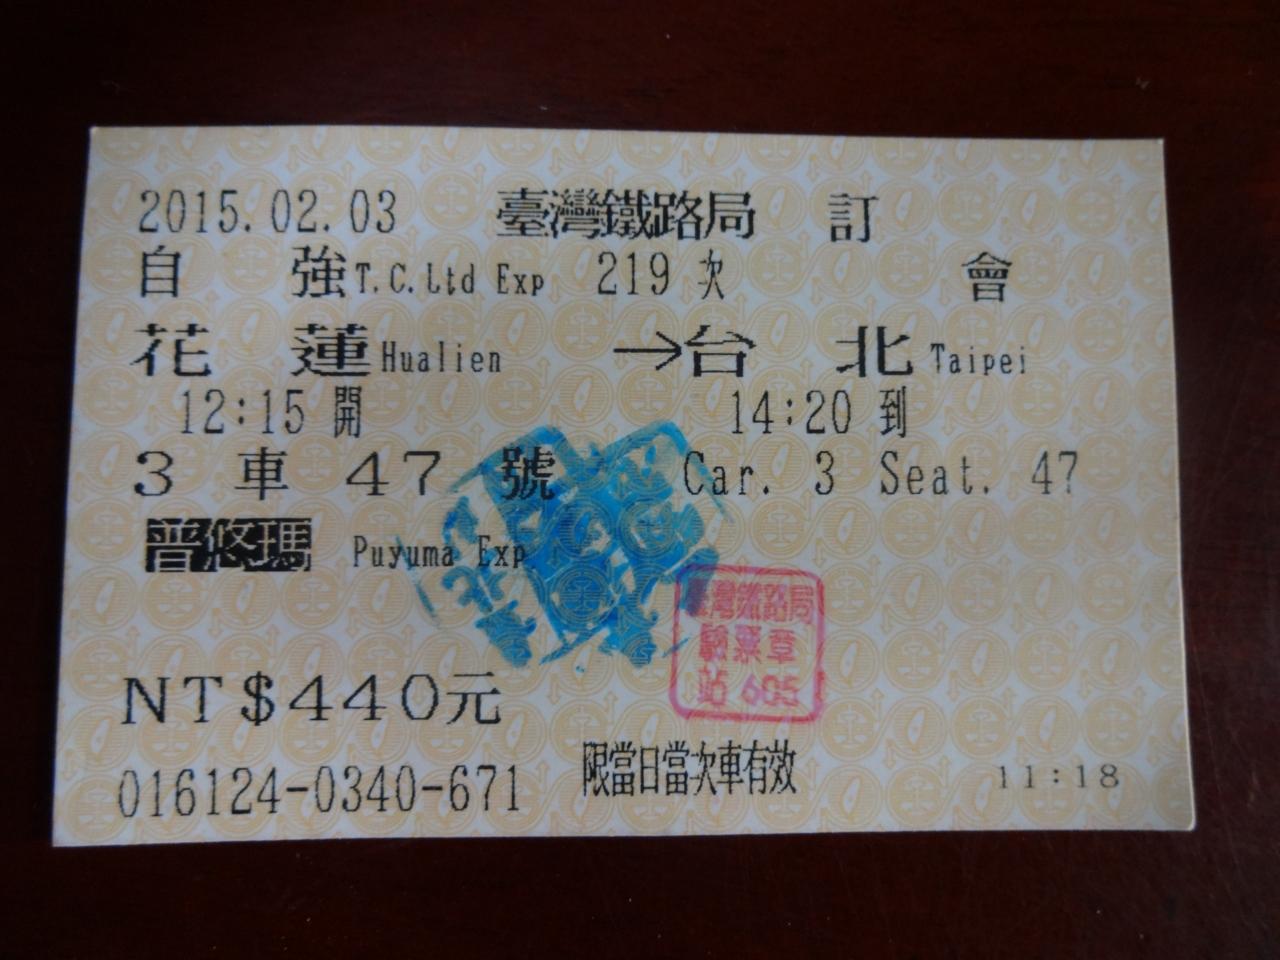 2015.02.03 臺灣鐵路局 訂
自 強 T.C.Ltd Exp 219 次 會
花 蓮 Hualien →台 北 Taipei
12:15 開 14:20 到
3 車 47 號 Car. 3 Seat. 47
普悠瑪 Puyuma Exp
臺灣鐵路局
驗票章
站 605
NT$440元
限當日當次車有效
016124-0340-671 11:18